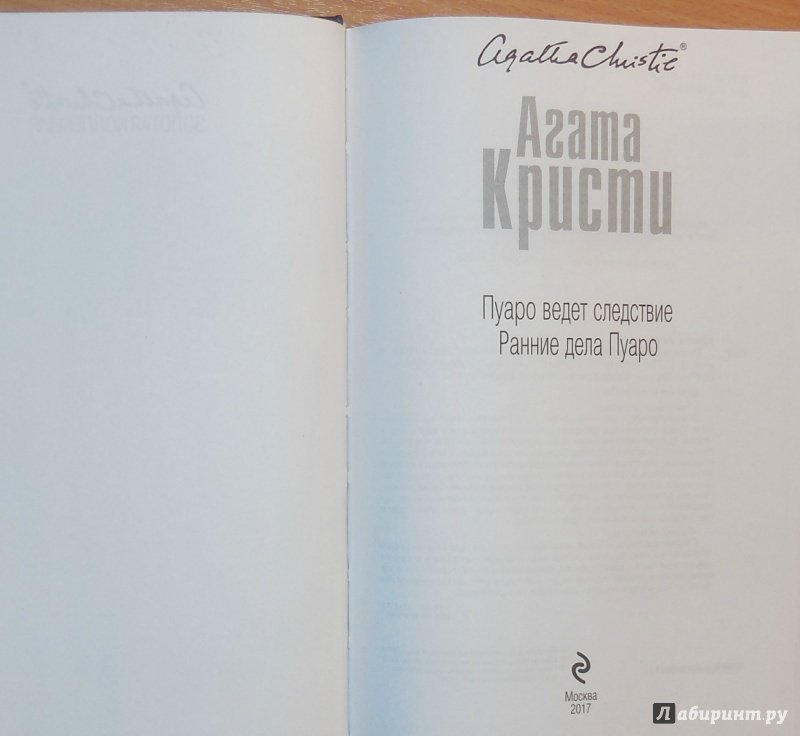 Agatha Christie®
Агата
Кристи
Пуаро ведет следствие
Ранние дела Пуаро
Москва
2017
Лабиринт.ру